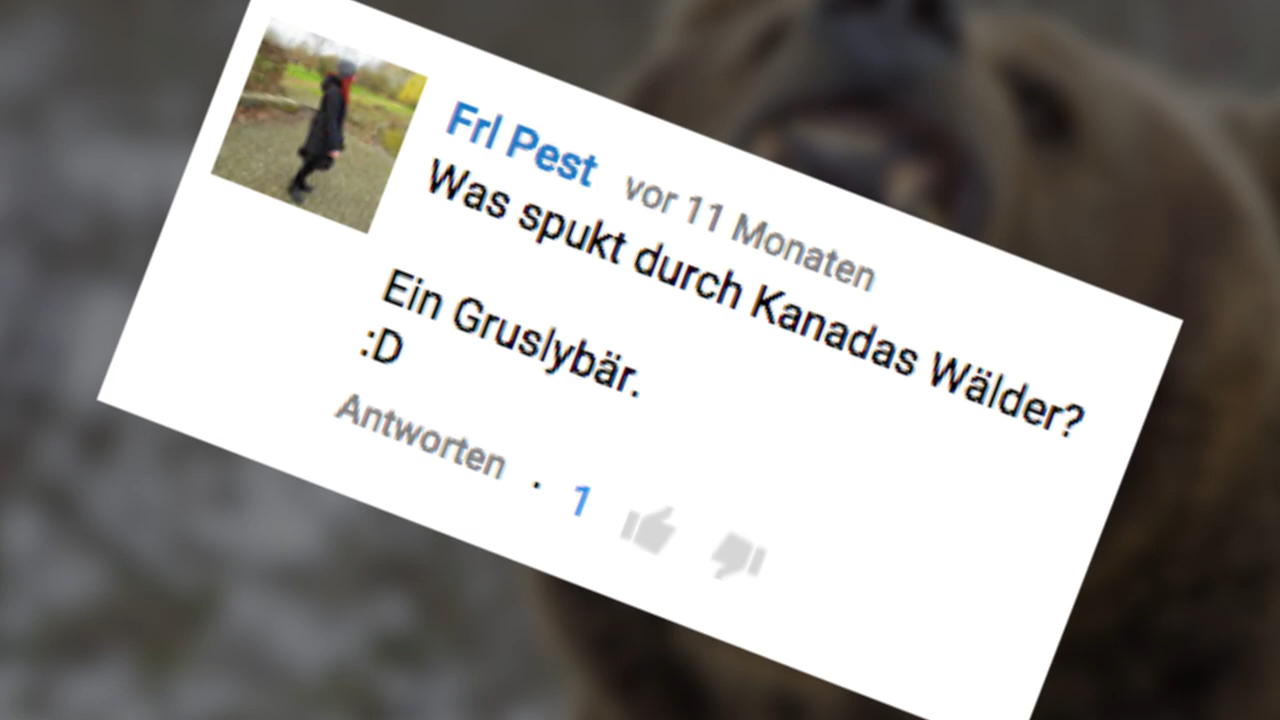 Frl Pest vor 11 Monaten
Was spukt durch Kanadas Wälder?
Ein Gruslybär.
:D
Antworten · 1